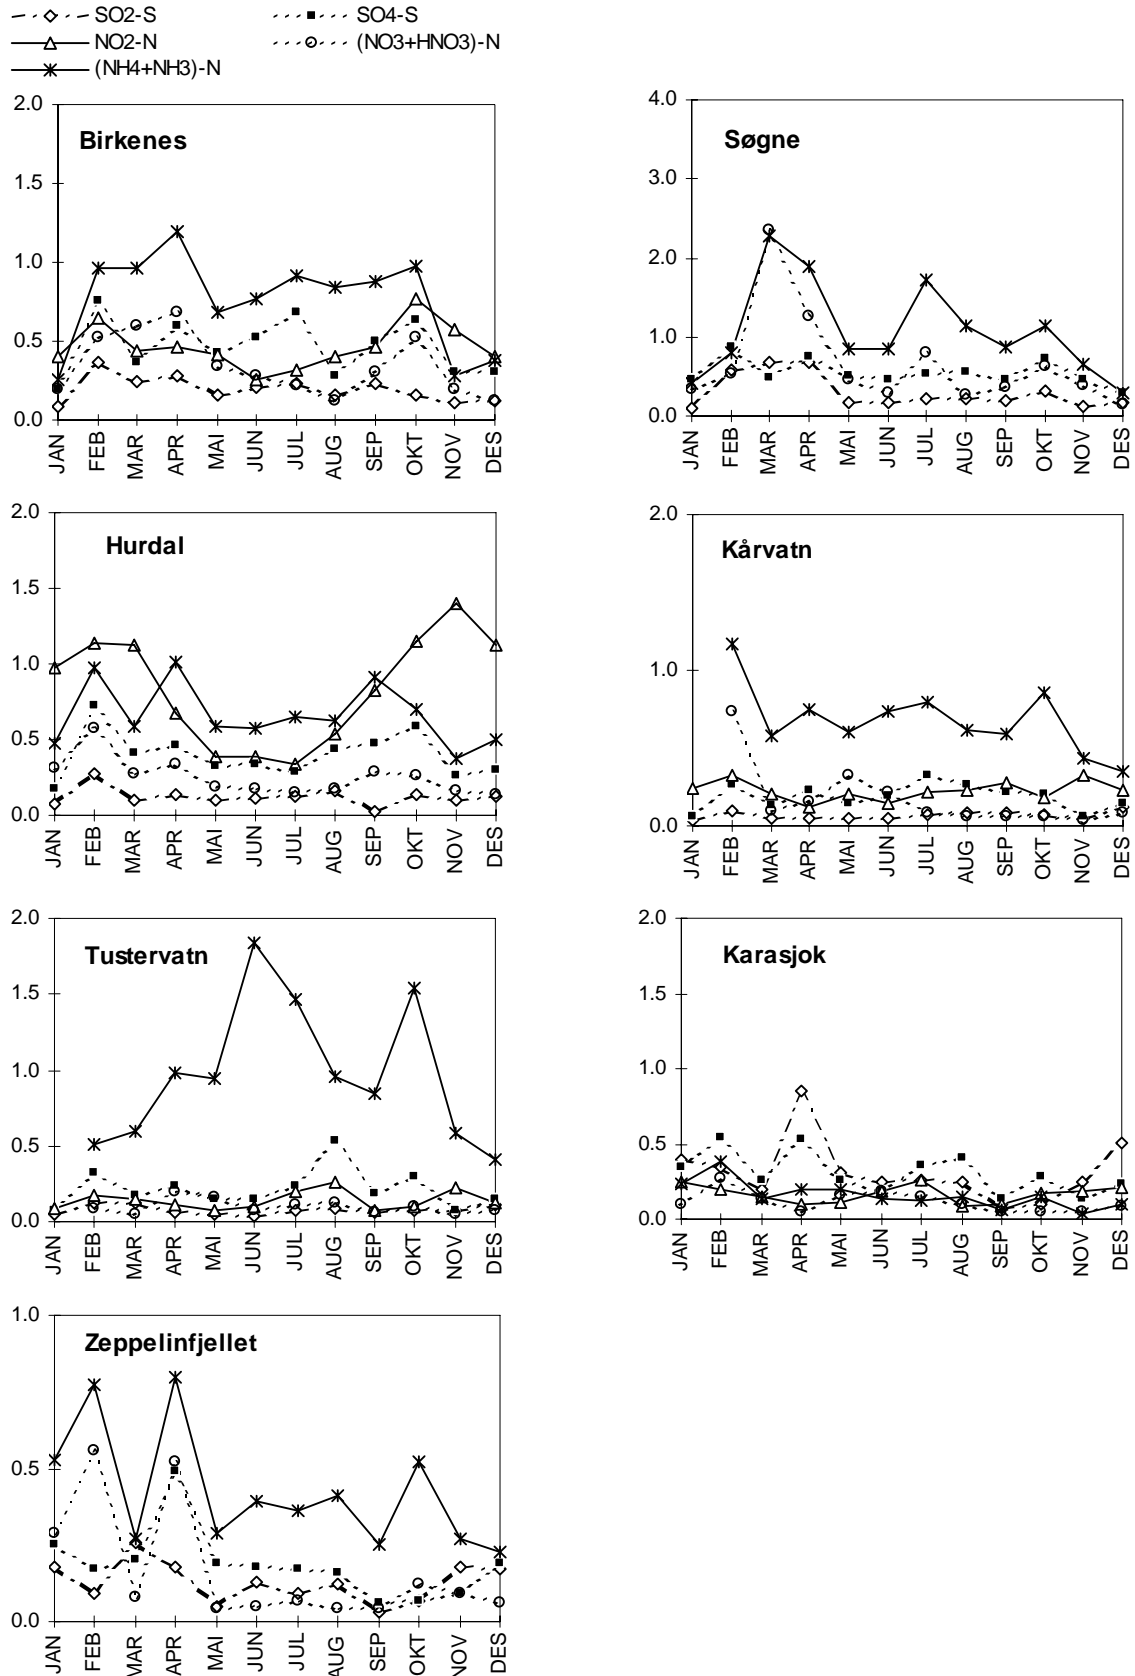 SO2-S SO4-S
NO2-N (NO3+HNO3)-N
(NH4+NH3)-N
Birkenes
2.0
1.5
1.0
0.5
0.0
JAN FEB MAR APR MAI JUN JUL AUG SEP OKT NOV DES
Søgne
4.0
3.0
2.0
1.0
0.0
JAN FEB MAR APR MAI JUN JUL AUG SEP OKT NOV DES
Hurdal
2.0
1.5
1.0
0.5
0.0
JAN FEB MAR APR MAI JUN JUL AUG SEP OKT NOV DES
Kårvatn
2.0
1.0
0.0
JAN FEB MAR APR MAI JUN JUL AUG SEP OKT NOV DES
Tustervatn
2.0
1.5
1.0
0.5
0.0
JAN FEB MAR APR MAI JUN JUL AUG SEP OKT NOV DES
Karasjok
2.0
1.5
1.0
0.5
0.0
JAN FEB MAR APR MAI JUN JUL AUG SEP OKT NOV DES
Zeppelinfjellet
1.0
0.5
0.0
JAN FEB MAR APR MAI JUN JUL AUG SEP OKT NOV DES